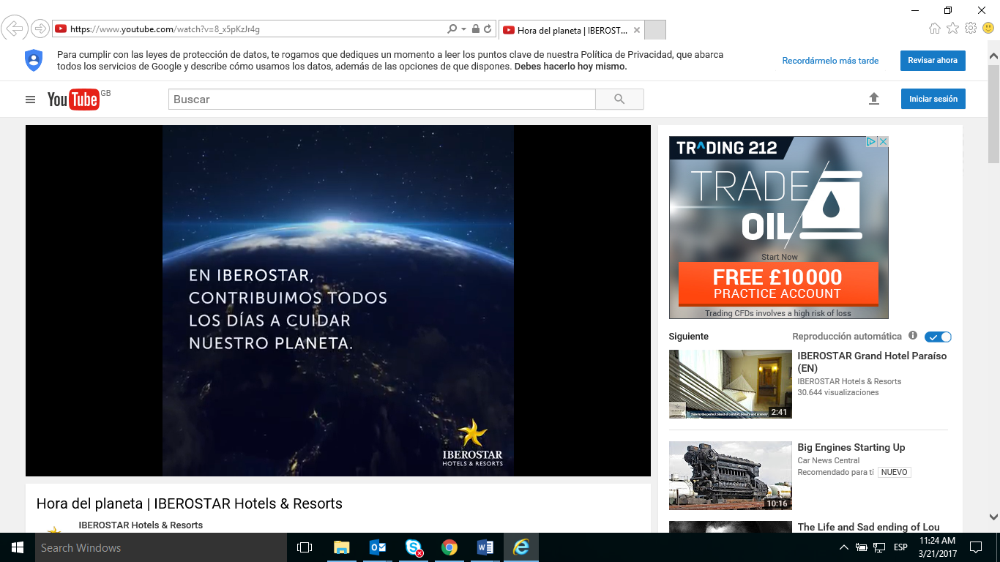 https://www.youtube.com/watch?v=8_x5pKzJr4g
Hora del planeta | IBEROST...
Para cumplir con las leyes de protección de datos, te rogamos que dediques un momento a leer los puntos clave de nuestra Política de Privacidad, que abarca
todos los servicios de Google y describe cómo usamos los datos, además de las opciones de que dispones. Debes hacerlo hoy mismo.
Recordármelo más tarde
Revisar ahora
YouTube GB
Buscar
Iniciar sesión
EN IBEROSTAR,
CONTRIBUIMOS TODOS
LOS DÍAS A CUIDAR
NUESTRO PLANETA.
IBEROSTAR
HOTELS & RESORTS
TRADING 212
TRADE
OIL
Start Now
FREE £10000
PRACTICE ACCOUNT
Trading CFDs involves a high risk of loss
Siguiente
Reproducción automática
IBEROSTAR Grand Hotel Paraíso
(EN)
IBEROSTAR Hotels & Resorts
30.644 visualizaciones
2:41
Big Engines Starting Up
Car News Central
Recomendado para ti NUEVO
10:16
The Life and Sad ending of Lou
Hora del planeta | IBEROSTAR Hotels & Resorts
IBEROSTAR Hotels & Resorts
Search Windows
ESP
11:24 AM
3/21/2017